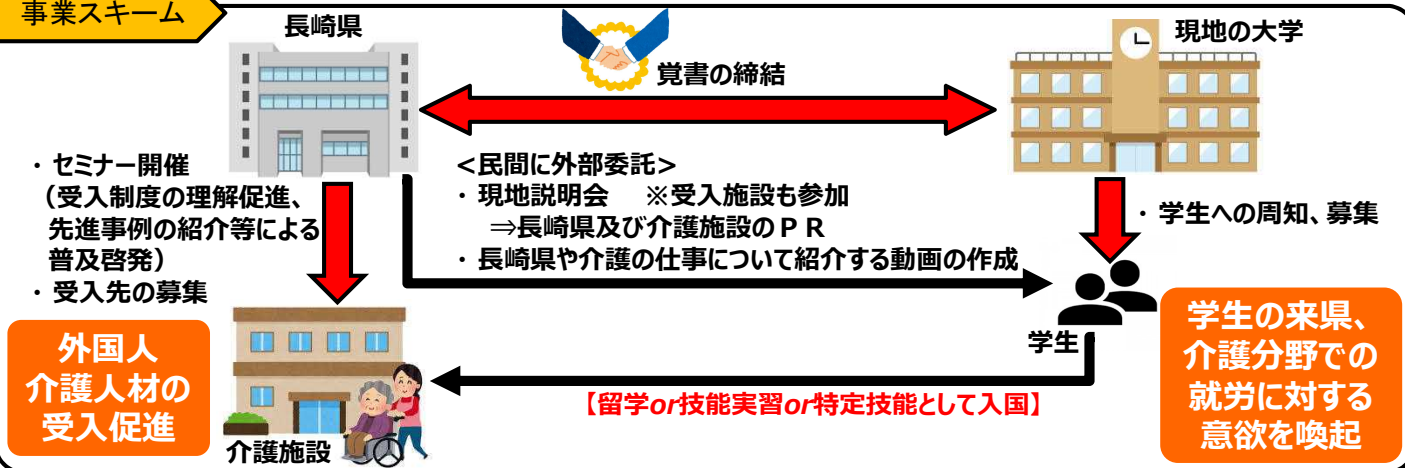 事業スキーム
長崎県
覚書の締結
現地の大学
・ セミナー開催
（受入制度の理解促進、
先進事例の紹介等による
普及啓発）
・ 受入先の募集
<民間に外部委託>
・ 現地説明会　※受入施設も参加
⇒長崎県及び介護施設のＰＲ
・ 長崎県や介護の仕事について紹介する動画の作成
・ 学生への周知、募集
学生
外国人
介護人材の
受入促進
介護施設
【留学or技能実習or特定技能として入国】
学生の来県、
介護分野での
就労に対する
意欲を喚起